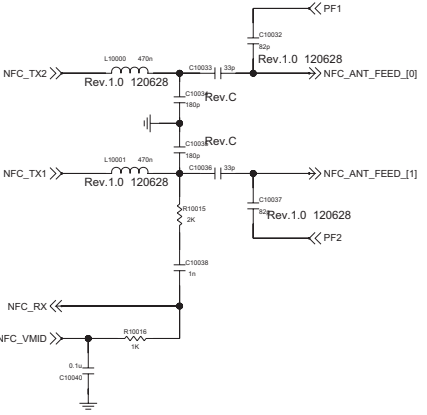 PF1
C10032
82p
Rev.1.0 120628
L10000 470n
C10033 33p
NFC_TX2
NFC_ANT_FEED_[0]
Rev.1.0 120628
C10034
180p
Rev.C
Rev.C
C10035
180p
L10001 470n
C10036 33p
NFC_TX1
NFC_ANT_FEED_[1]
Rev.1.0 120628
C10037
82p
Rev.1.0 120628
R10015
2K
PF2
C10038
1n
NFC_RX
NFC_VMID
R10016
1K
0.1u
C10040